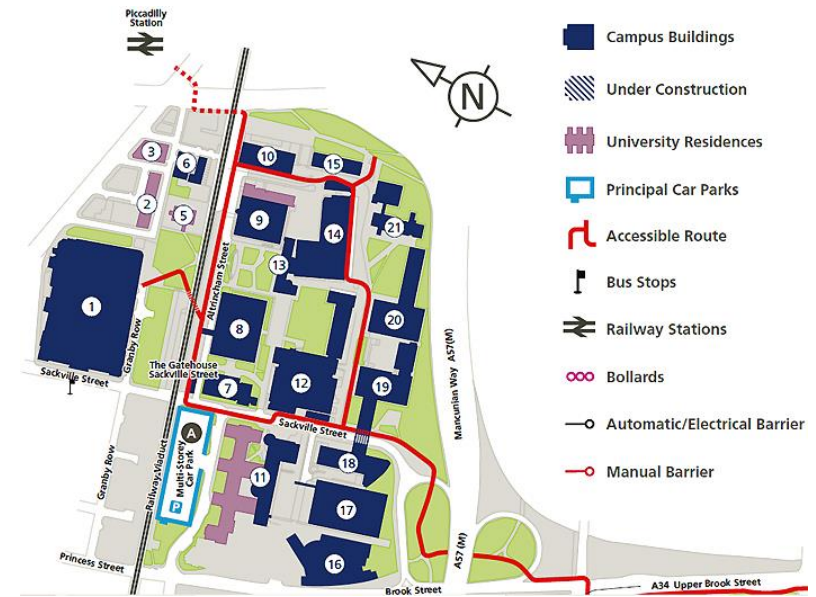 Piccadilly
Station
N
Campus Buildings
Under Construction
University Residences
Principal Car Parks
Accessible Route
Bus Stops
Railway Stations
Bollards
Automatic/Electrical Barrier
Manual Barrier
3
6
10
15
2
5
9
14
21
13
Altrincham Street
1
8
20
Granby Row
Mancunian Way A57(M)
The Gatehouse
Sackville Street
Sackville Street
7
12
19
Sackville Street
A
Multi-Storey
Car Park
P
Railway Viaduct
Granby Row
11
18
17
16
A57 (M)
Princess Street
Brook Street
A34 Upper Brook Street